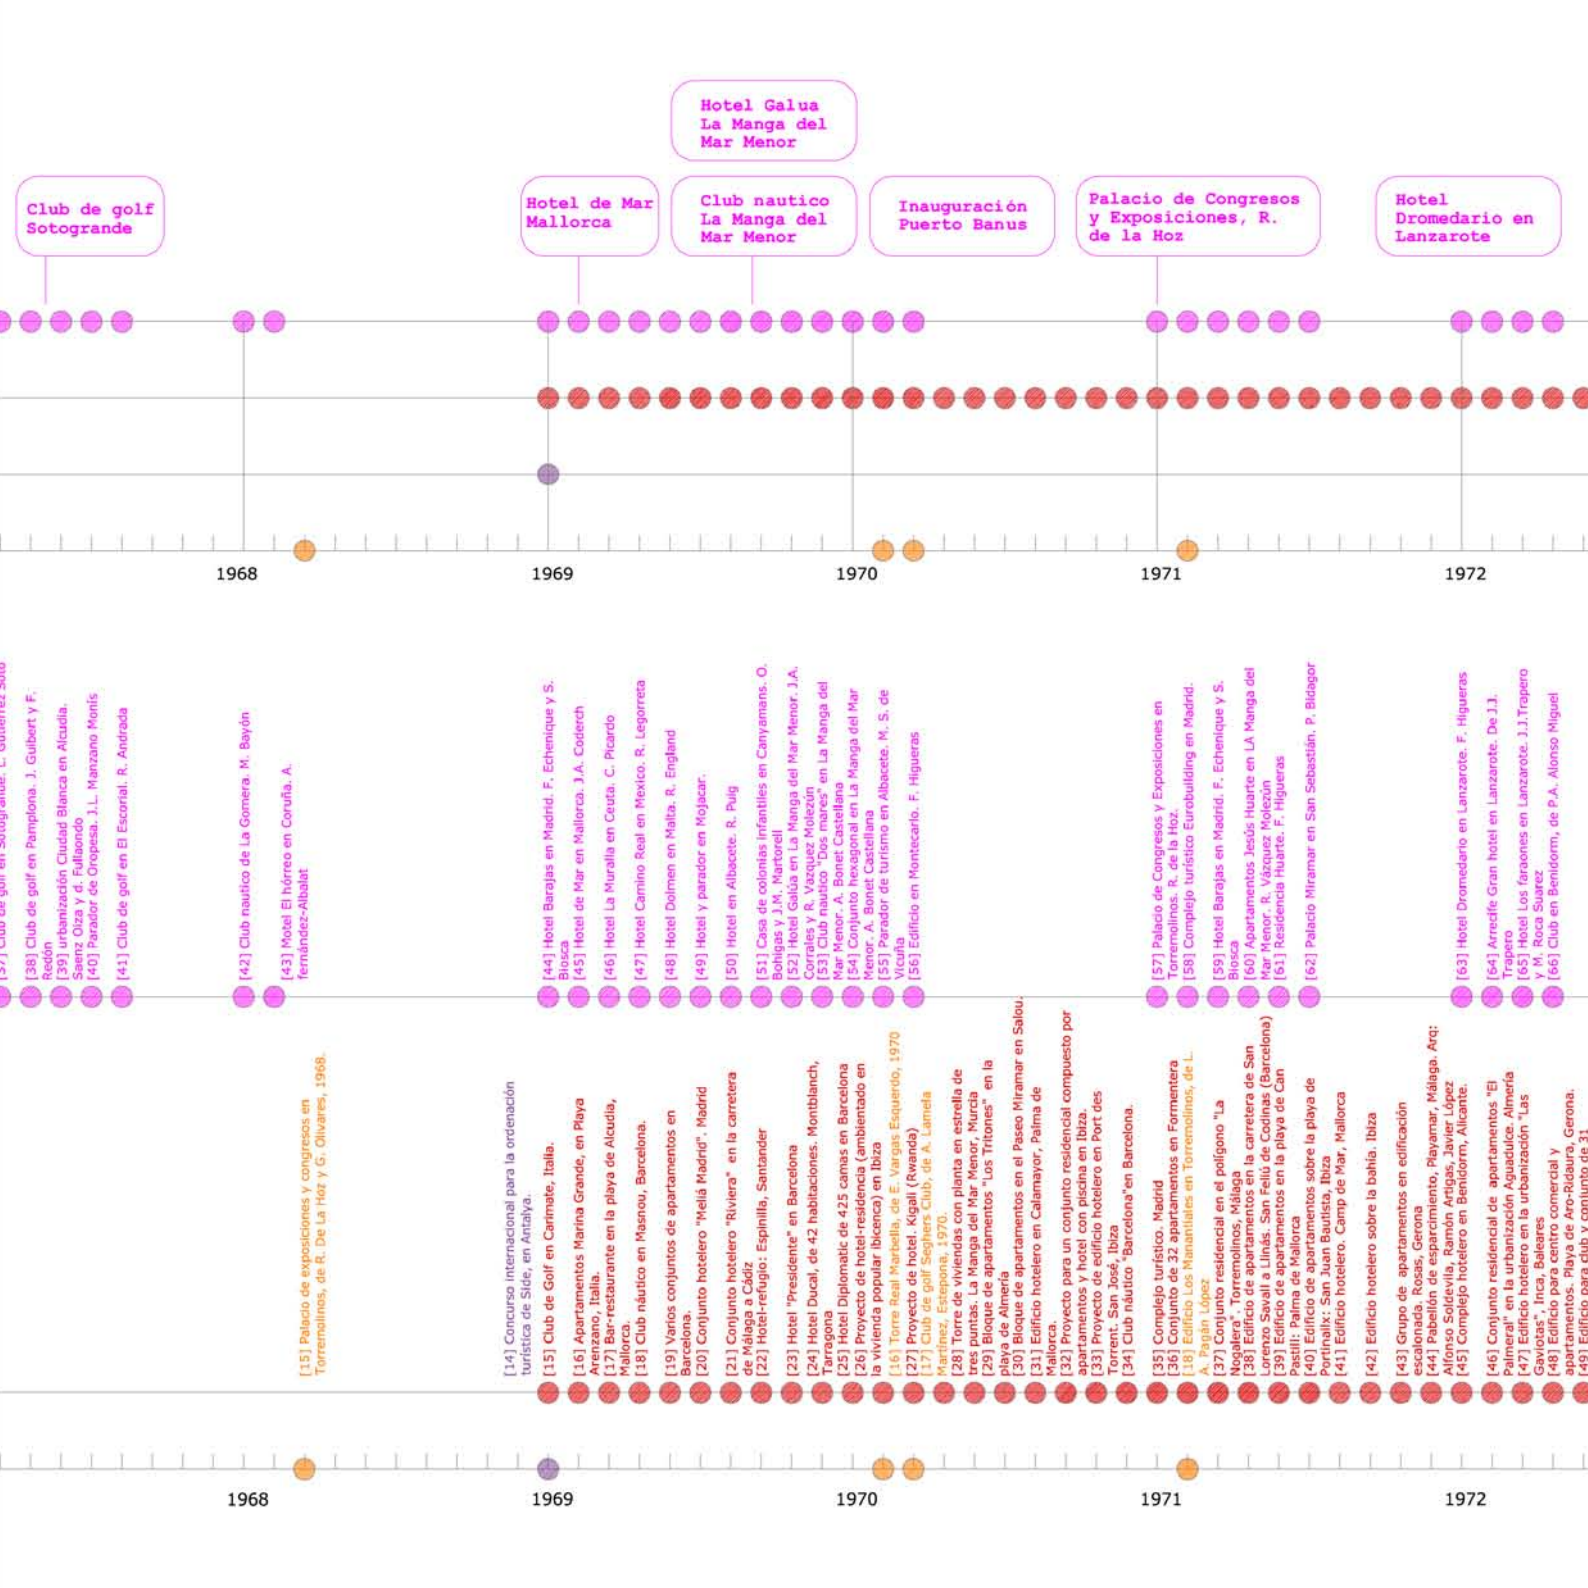 Hotel Galua
La Manga del
Mar Menor
Club de golf
Sotogrande
Hotel de Mar
Mallorca
Club nautico
La Manga del
Mar Menor
Inauguración
Puerto Banus
Palacio de Congresos
y Exposiciones, R.
de la Hoz
Hotel
Dromedario en
Lanzarote
1968
1969
1970
1971
1972
[38] Club de golf en Pamplona. J. Guibert y F.
Redón
[39] urbanización Ciudad Blanca en Alcudia.
Saenz Oiza y d. Fullaondo
[40] Parador de Oropesa. J.L. Manzano Monís
[41] Club de golf en El Escorial. R. Andrada
[42] Club nautico de La Gomera. M. Bayón
[43] Motel El hórreo en Coruña. A.
fernández-Albalat
[44] Hotel Barajas en Madrid. F. Echenique y S.
Biosca
[45] Hotel de Mar en Mallorca. J.A. Coderch
[46] Hotel La Muralla en Ceuta. C. Picardo
[47] Hotel Camino Real en Mexico. R. Legorreta
[48] Hotel Dolmen en Malta. R. England
[49] Hotel y parador en Mojacar.
[50] Hotel en Albacete. R. Puig
[51] Casa de colonias infantiles en Canyamans. O.
Bohigas y J.M. Martorell
[52] Hotel Galúa en La Manga del Mar Menor. J.A.
Corrales y R. Vazquez Molezún
[53] Club nautico "Dos mares" en La Manga del
Mar Menor. A. Bonet Castellana
[54] Conjunto hexagonal en La Manga del Mar
Menor. A. Bonet Castellana
[55] Parador de turismo en Albacete. M. S. de
Vicuña
[56] Edificio en Montecarlo. F. Higueras
[57] Palacio de Congresos y Exposiciones en
Torremolinos. R. de la Hoz.
[58] Complejo turístico Eurobuilding en Madrid.
[59] Hotel Barajas en Madrid. F. Echenique y S.
Biosca
[60] Apartamentos Jesús Huarte en LA Manga del
Mar Menor. R. Vázquez Molezún
[61] Residencia Huarte. F. Higueras
[62] Palacio Miramar en San Sebastián. P. Bidagor
[63] Hotel Dromedario en Lanzarote. F. Higueras
[64] Arrecife Gran hotel en Lanzarote. De J.J.
Trapero
[65] Hotel Los faraones en Lanzarote. J.J.Trapero
y M. Roca Suarez
[66] Club en Benidorm, de P.A. Alonso Miguel
[15] Palacio de exposiciones y congresos en
Torremolinos, de R. De La Hoz y G. Olivares, 1968.
[14] Concurso internacional para la ordenación
turística de Side, en Antalya.
[15] Club de Golf en Carimate, Italia.
[16] Apartamentos Marina Grande, en Playa
Arenzano, Italia.
[17] Bar-restaurante en la playa de Alcudia,
Mallorca.
[18] Club náutico en Masnou, Barcelona.
[19] Varios conjuntos de apartamentos en
Barcelona.
[20] Conjunto hotelero "Meliá Madrid". Madrid
[21] Conjunto hotelero "Riviera" en la carretera
de Málaga a Cádiz
[22] Hotel-refugio: Espinilla, Santander
[23] Hotel "Presidente" en Barcelona
[24] Hotel Ducal, de 42 habitaciones. Montblanch,
Tarragona
[25] Hotel Diplomatic de 425 camas en Barcelona
[26] Proyecto de hotel-residencia (ambientado en
la vivienda popular ibicenca) en Ibiza
[16] Torre Real Marbella, de E. Vargas Esquerdo, 1970
[27] Proyecto de hotel. Kigali (Rwanda)
[17] Club de golf Seghers Club, de A. Lamela
Martínez, Estepona, 1970.
[28] Torre de viviendas con planta en estrella de
tres puntas. La Manga del Mar Menor, Murcia
[29] Bloque de apartamentos "Los Tritones" en la
playa de Almería
[30] Bloque de apartamentos en el Paseo Miramar en Salou.
[31] Edificio hotelero en Calamayor, Palma de
Mallorca.
[32] Proyecto para un conjunto residencial compuesto por
apartamentos y hotel con piscina en Ibiza.
[33] Proyecto de edificio hotelero en Port des
Torrent. San José, Ibiza
[34] Club náutico "Barcelona"en Barcelona.
[35] Complejo turístico. Madrid
[36] Conjunto de 32 apartamentos en Formentera
[18] Edificio Los Manantiales en Torremolinos, de L.
A. Pagán López
[37] Conjunto residencial en el polígono "La
Nogalera". Torremolinos, Málaga
[38] Edificio de apartamentos en la carretera de San
Lorenzo Savall a Llinás. San Feliú de Codinas (Barcelona)
[39] Edificio de apartamentos en la playa de Can
Pastill: Palma de Mallorca
[40] Edificio de apartamentos sobre la playa de
Portinaitx: San Juan Bautista, Ibiza
[41] Edificio hotelero. Camp de Mar, Mallorca
[42] Edificio hotelero sobre la bahía. Ibiza
[43] Grupo de apartamentos en edificación
escalonada. Rosas, Gerona
[44] Pabellón de esparcimiento, Playamar, Málaga. Arq:
Alfonso Soldevila, Ramón Artigas, Javier López
[45] Complejo hotelero en Benidorm, Alicante.
[46] Conjunto residencial de apartamentos "El
Palmeral" en la urbanización Aguadulce. Almería
[47] Edificio hotelero en la urbanización "Las
Gaviotas", Inca, Baleares
[48] Edificio para centro comercial y
apartamentos. Playa de Aro-Ridaura, Gerona.
[49] Edificio para club y conjunto de 31
1968
1969
1970
1971
1972